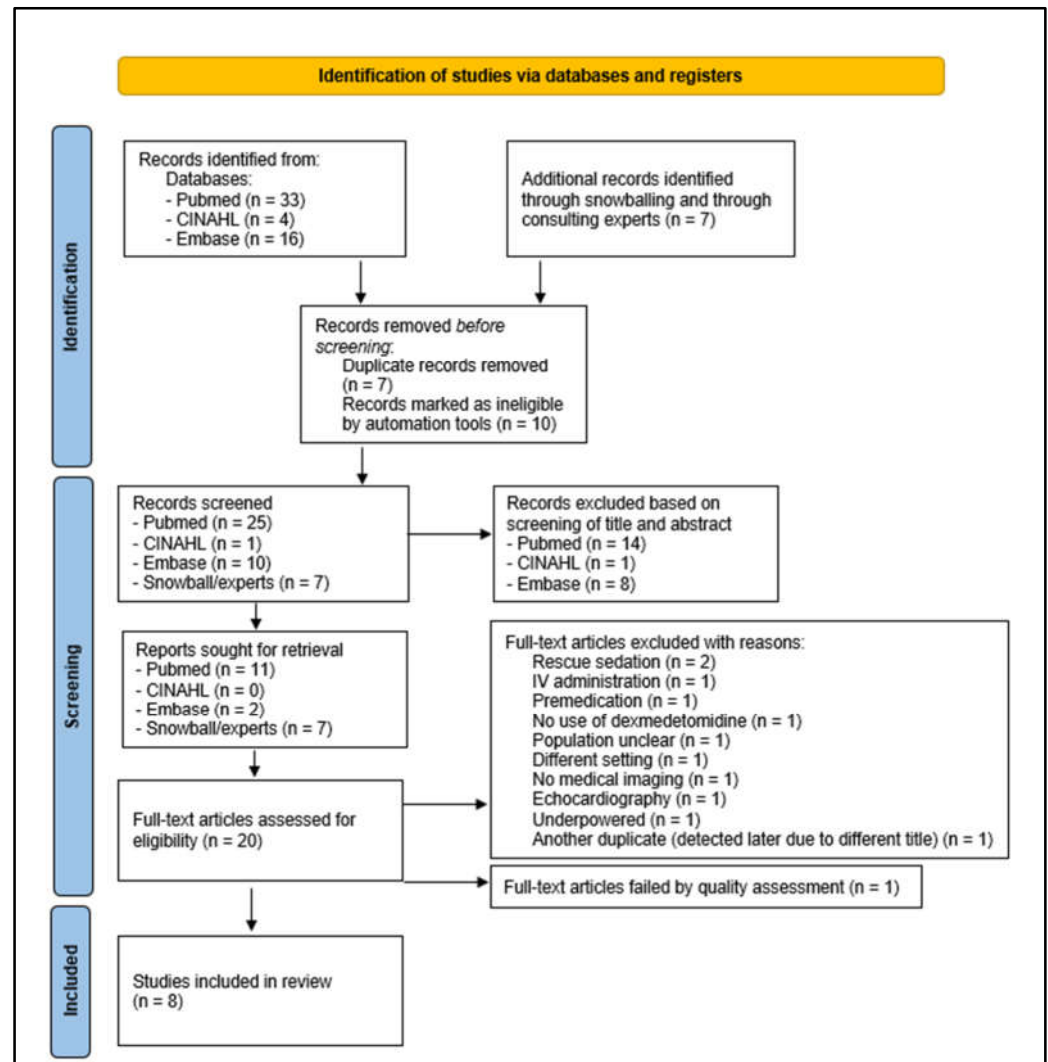 Identification of studies via databases and registers
Identification
Records identified from:
Databases:
- Pubmed (n = 33)
- CINAHL (n = 4)
- Embase (n = 16)
Additional records identified
through snowballing and through
consulting experts (n = 7)
Records removed before
screening:
Duplicate records removed
(n = 7)
Records marked as ineligible
by automation tools (n = 10)
Screening
Records screened
- Pubmed (n = 25)
- CINAHL (n = 1)
- Embase (n = 10)
- Snowball/experts (n = 7)
Records excluded based on
screening of title and abstract
- Pubmed (n = 14)
- CINAHL (n = 1)
- Embase (n = 8)
Reports sought for retrieval
- Pubmed (n = 11)
- CINAHL (n = 0)
- Embase (n = 2)
- Snowball/experts (n = 7)
Full-text articles excluded with reasons:
Rescue sedation (n = 2)
IV administration (n = 1)
Premedication (n = 1)
No use of dexmedetomidine (n = 1)
Population unclear (n = 1)
Different setting (n = 1)
No medical imaging (n = 1)
Echocardiography (n = 1)
Underpowered (n = 1)
Another duplicate (detected later due to different title) (n = 1)
Full-text articles assessed for
eligibility (n = 20)
Full-text articles failed by quality assessment (n = 1)
Included
Studies included in review
(n = 8)